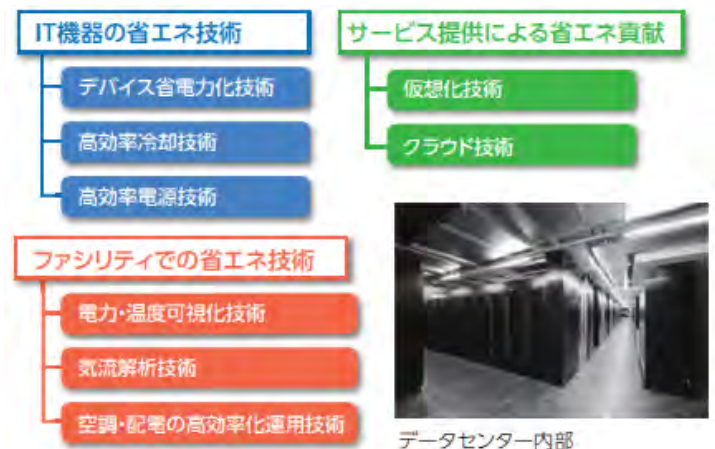 IT機器の省エネ技術
デバイス省電力化技術
高効率冷却技術
高効率電源技術
サービス提供による省エネ貢献
仮想化技術
クラウド技術
ファシリティでの省エネ技術
電力・温度可視化技術
気流解析技術
空調・配電の高効率化運用技術
データセンター内部